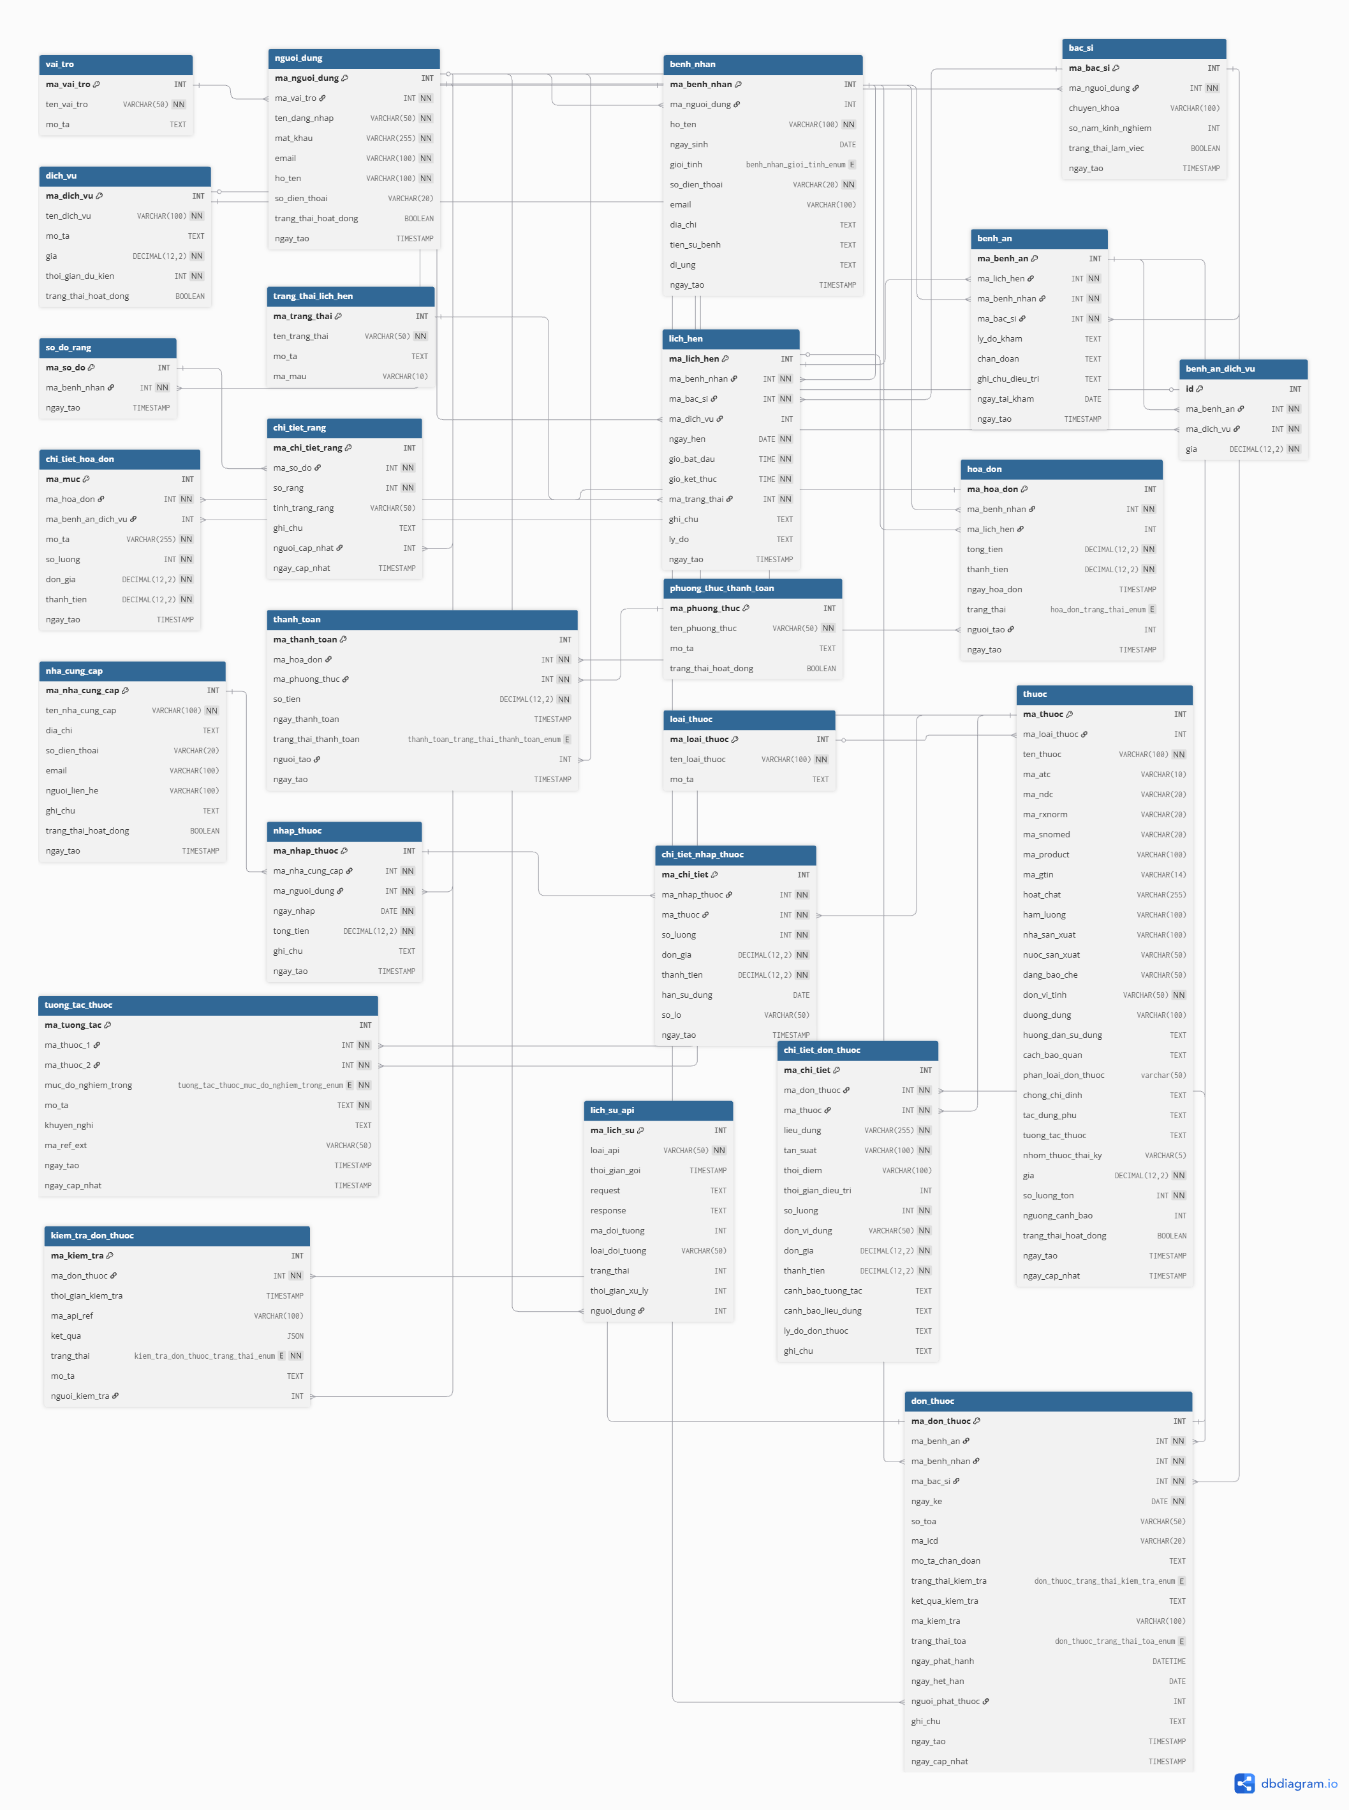 vai_tro
ma_vai_tro INT
ten_vai_tro VARCHAR(50) NN
mo_ta TEXT
dich_vu
ma_dich_vu INT
ten_dich_vu VARCHAR(100) NN
mo_ta TEXT
gia DECIMAL(12,2) NN
thoi_gian_du_kien INT NN
trang_thai_hoat_dong BOOLEAN
so_do_rang
ma_so_do INT
ma_benh_nhan INT NN
ngay_tao TIMESTAMP
chi_tiet_hoa_don
ma_muc INT
ma_hoa_don INT NN
ma_benh_an_dich_vu INT
mo_ta VARCHAR(255) NN
so_luong INT NN
don_gia DECIMAL(12,2) NN
thanh_tien DECIMAL(12,2) NN
ngay_tao TIMESTAMP
nha_cung_cap
ma_nha_cung_cap INT
ten_nha_cung_cap VARCHAR(100) NN
dia_chi TEXT
so_dien_thoai VARCHAR(20)
email VARCHAR(100)
nguoi_lien_he VARCHAR(100)
ghi_chu TEXT
trang_thai_hoat_dong BOOLEAN
ngay_tao TIMESTAMP
tuong_tac_thuoc
ma_tuong_tac INT
ma_thuoc_1 INT NN
ma_thuoc_2 INT NN
muc_do_nghiem_trong tuong_tac_thuoc_muc_do_nghiem_trong_enum E NN
mo_ta TEXT NN
khuyen_nghi TEXT
ma_ref_ext VARCHAR(50)
ngay_tao TIMESTAMP
ngay_cap_nhat TIMESTAMP
kiem_tra_don_thuoc
ma_kiem_tra INT
ma_don_thuoc INT NN
thoi_gian_kiem_tra TIMESTAMP
ma_api_ref VARCHAR(100)
ket_qua JSON
trang_thai kiem_tra_don_thuoc_trang_thai_enum E NN
mo_ta TEXT
nguoi_kiem_tra INT
nguoi_dung
ma_nguoi_dung INT
ma_vai_tro INT NN
ten_dang_nhap VARCHAR(50) NN
mat_khau VARCHAR(255) NN
email VARCHAR(100) NN
ho_ten VARCHAR(100) NN
so_dien_thoai VARCHAR(20)
trang_thai_hoat_dong BOOLEAN
ngay_tao TIMESTAMP
trang_thai_lich_hen
ma_trang_thai INT
ten_trang_thai VARCHAR(50) NN
mo_ta TEXT
ma_mau VARCHAR(10)
chi_tiet_rang
ma_chi_tiet_rang INT
ma_so_do INT NN
so_rang INT NN
tinh_trang_rang VARCHAR(50)
ghi_chu TEXT
nguoi_cap_nhat INT
ngay_cap_nhat TIMESTAMP
thanh_toan
ma_thanh_toan INT
ma_hoa_don INT NN
ma_phuong_thuc INT NN
so_tien DECIMAL(12,2) NN
ngay_thanh_toan TIMESTAMP
trang_thai_thanh_toan thanh_toan_trang_thai_thanh_toan_enum E
nguoi_tao INT
ngay_tao TIMESTAMP
nhap_thuoc
ma_nhap_thuoc INT
ma_nha_cung_cap INT NN
ma_nguoi_dung INT NN
ngay_nhap DATE NN
tong_tien DECIMAL(12,2) NN
ghi_chu TEXT
ngay_tao TIMESTAMP
benh_nhan
ma_benh_nhan INT
ma_nguoi_dung INT
ho_ten VARCHAR(100) NN
ngay_sinh DATE
gioi_tinh benh_nhan_gioi_tinh_enum E
so_dien_thoai VARCHAR(20) NN
email VARCHAR(100)
dia_chi TEXT
tien_su_benh TEXT
di_ung TEXT
ngay_tao TIMESTAMP
lich_hen
ma_lich_hen INT
ma_benh_nhan INT NN
ma_bac_si INT NN
ma_dich_vu INT
ngay_hen DATE NN
gio_bat_dau TIME NN
gio_ket_thuc TIME NN
ma_trang_thai INT NN
ghi_chu TEXT
ly_do TEXT
ngay_tao TIMESTAMP
phuong_thuc_thanh_toan
ma_phuong_thuc INT
ten_phuong_thuc VARCHAR(50) NN
mo_ta TEXT
trang_thai_hoat_dong BOOLEAN
loai_thuoc
ma_loai_thuoc INT
ten_loai_thuoc VARCHAR(100) NN
mo_ta TEXT
chi_tiet_nhap_thuoc
ma_chi_tiet INT
ma_nhap_thuoc INT NN
ma_thuoc INT NN
so_luong INT NN
don_gia DECIMAL(12,2) NN
thanh_tien DECIMAL(12,2) NN
han_su_dung DATE
so_lo VARCHAR(50)
ngay_tao TIMESTAMP
lich_su_api
ma_lich_su INT
loai_api VARCHAR(50) NN
thoi_gian_goi TIMESTAMP
request TEXT
response TEXT
ma_doi_tuong INT
loai_doi_tuong VARCHAR(50)
trang_thai INT
thoi_gian_xu_ly INT
nguoi_dung INT
chi_tiet_don_thuoc
ma_chi_tiet INT
ma_don_thuoc INT NN
ma_thuoc INT NN
lieu_dung VARCHAR(255) NN
tan_suat VARCHAR(100) NN
thoi_diem VARCHAR(100)
thoi_gian_dieu_tri INT
so_luong INT NN
don_vi_dung VARCHAR(50) NN
don_gia DECIMAL(12,2) NN
thanh_tien DECIMAL(12,2) NN
canh_bao_tuong_tac TEXT
canh_bao_lieu_dung TEXT
ly_do_don_thuoc TEXT
ghi_chu TEXT
bac_si
ma_bac_si INT
ma_nguoi_dung INT NN
chuyen_khoa VARCHAR(100)
so_nam_kinh_nghiem INT
trang_thai_lam_viec BOOLEAN
ngay_tao TIMESTAMP
benh_an
ma_benh_an INT
ma_lich_hen INT NN
ma_benh_nhan INT NN
ma_bac_si INT NN
ly_do_kham TEXT
chan_doan TEXT
ghi_chu_dieu_tri TEXT
ngay_tai_kham DATE
ngay_tao TIMESTAMP
benh_an_dich_vu
id INT
ma_benh_an INT NN
ma_dich_vu INT NN
gia DECIMAL(12,2) NN
hoa_don
ma_hoa_don INT
ma_benh_nhan INT NN
ma_lich_hen INT
tong_tien DECIMAL(12,2) NN
thanh_tien DECIMAL(12,2) NN
ngay_hoa_don TIMESTAMP
trang_thai hoa_don_trang_thai_enum E
nguoi_tao INT
ngay_tao TIMESTAMP
thuoc
ma_thuoc INT
ma_loai_thuoc INT
ten_thuoc VARCHAR(100) NN
ma_atc VARCHAR(10)
ma_ndc VARCHAR(20)
ma_rxnorm VARCHAR(20)
ma_snomed VARCHAR(20)
ma_product VARCHAR(100)
ma_gtin VARCHAR(14)
hoat_chat VARCHAR(255)
ham_luong VARCHAR(100)
nha_san_xuat VARCHAR(100)
nuoc_san_xuat VARCHAR(50)
dang_bao_che VARCHAR(50)
don_vi_tinh VARCHAR(50) NN
duong_dung VARCHAR(100)
huong_dan_su_dung TEXT
cach_bao_quan TEXT
phan_loai_don_thuoc varchar(50)
chong_chi_dinh TEXT
tac_dung_phu TEXT
tuong_tac_thuoc TEXT
nhom_thuoc_thai_ky VARCHAR(5)
gia DECIMAL(12,2) NN
so_luong_ton INT NN
nguong_canh_bao INT
trang_thai_hoat_dong BOOLEAN
ngay_tao TIMESTAMP
ngay_cap_nhat TIMESTAMP
don_thuoc
ma_don_thuoc INT
ma_benh_an INT NN
ma_benh_nhan INT NN
ma_bac_si INT NN
ngay_ke DATE NN
so_toa VARCHAR(50)
ma_icd VARCHAR(20)
mo_ta_chan_doan TEXT
trang_thai_kiem_tra don_thuoc_trang_thai_kiem_tra_enum E
ket_qua_kiem_tra TEXT
ma_kiem_tra VARCHAR(100)
trang_thai_toa don_thuoc_trang_thai_toa_enum E
ngay_phat_hanh DATETIME
ngay_het_han DATE
nguoi_phat_thuoc INT
ghi_chu TEXT
ngay_tao TIMESTAMP
ngay_cap_nhat TIMESTAMP
dbdiagram.io